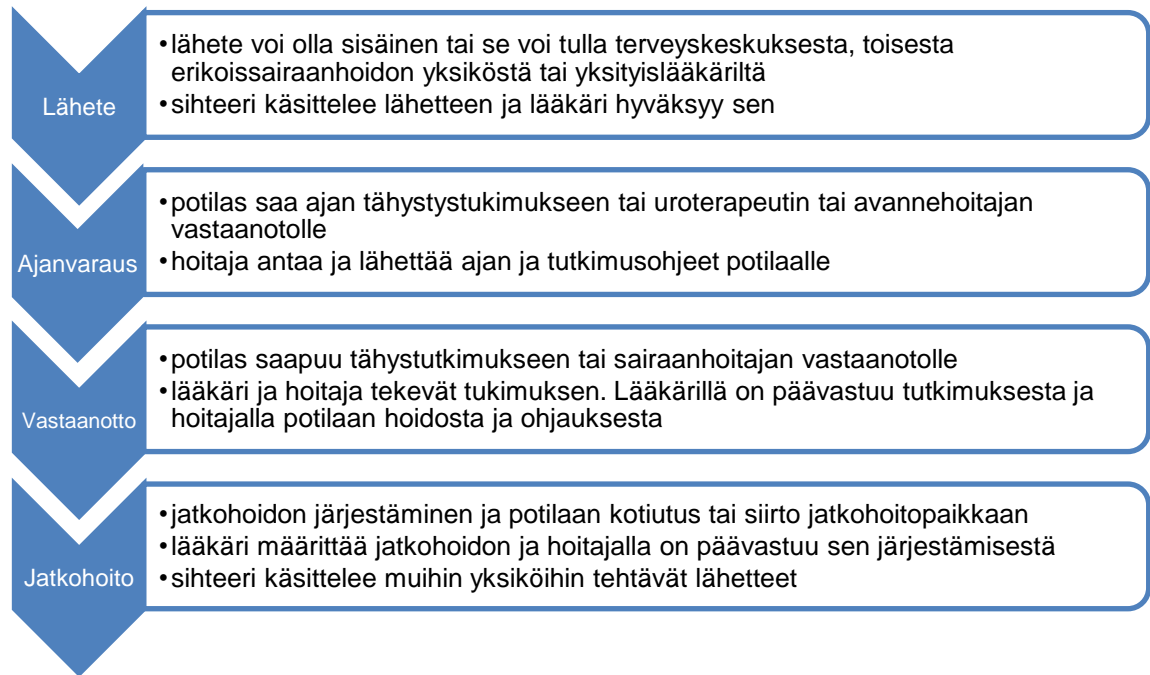 Lähete
•lähete voi olla sisäinen tai se voi tulla terveyskeskuksesta, toisesta
erikoissairaanhoidon yksiköstä tai yksityislääkäriltä
•sihteeri käsittelee lähetteen ja lääkäri hyväksyy sen
Ajanvaraus
•potilas saa ajan tähystystukimukseen tai uroterapeutin tai avannehoitajan
vastaanotolle
•hoitaja antaa ja lähettää ajan ja tutkimusohjeet potilaalle
Vastaanotto
•potilas saapuu tähystutkimukseen tai sairaanhoitajan vastaanotolle
•lääkäri ja hoitaja tekevät tukimuksen. Lääkärillä on päävastuu tutkimuksesta ja
hoitajalla potilaan hoidosta ja ohjauksesta
Jatkohoito
•jatkohoidon järjestäminen ja potilaan kotiutus tai siirto jatkohoitopaikkaan
•lääkäri määrittää jatkohoidon ja hoitajalla on päävastuu sen järjestämisestä
•sihteeri käsittelee muihin yksiköihin tehtävät lähetteet